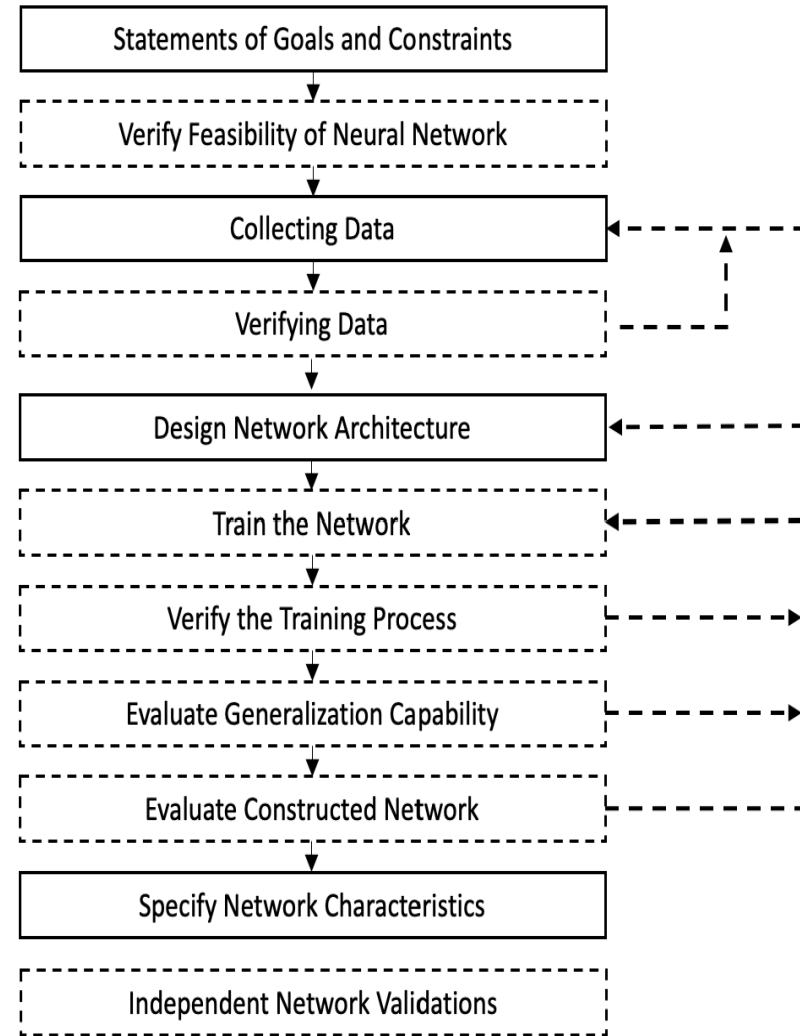 Statements of Goals and Constraints
Verify Feasibility of Neural Network
Collecting Data
Verifying Data
Design Network Architecture
Train the Network
Verify the Training Process
Evaluate Generalization Capability
Evaluate Constructed Network
Specify Network Characteristics
Independent Network Validations